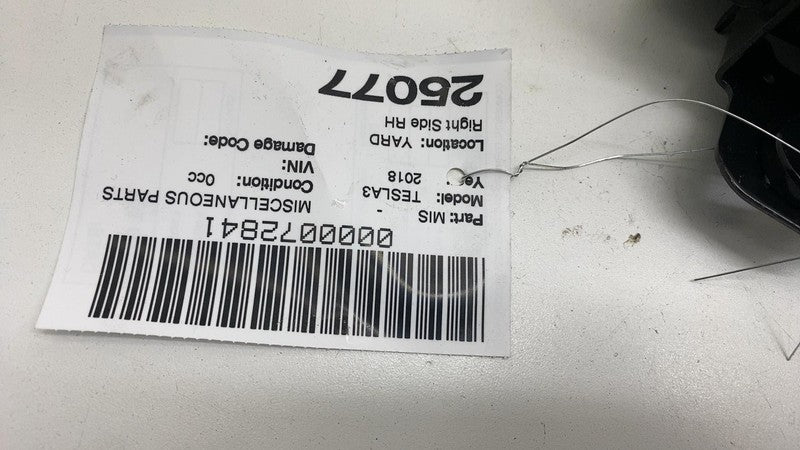 0000072841
Part: MIS - MISCELLANEOUS PARTS
Model: TESLA3 Condition: 0cc
Year: 2018 VIN:
Location: YARD Damage Code:
Right Side RH
25077